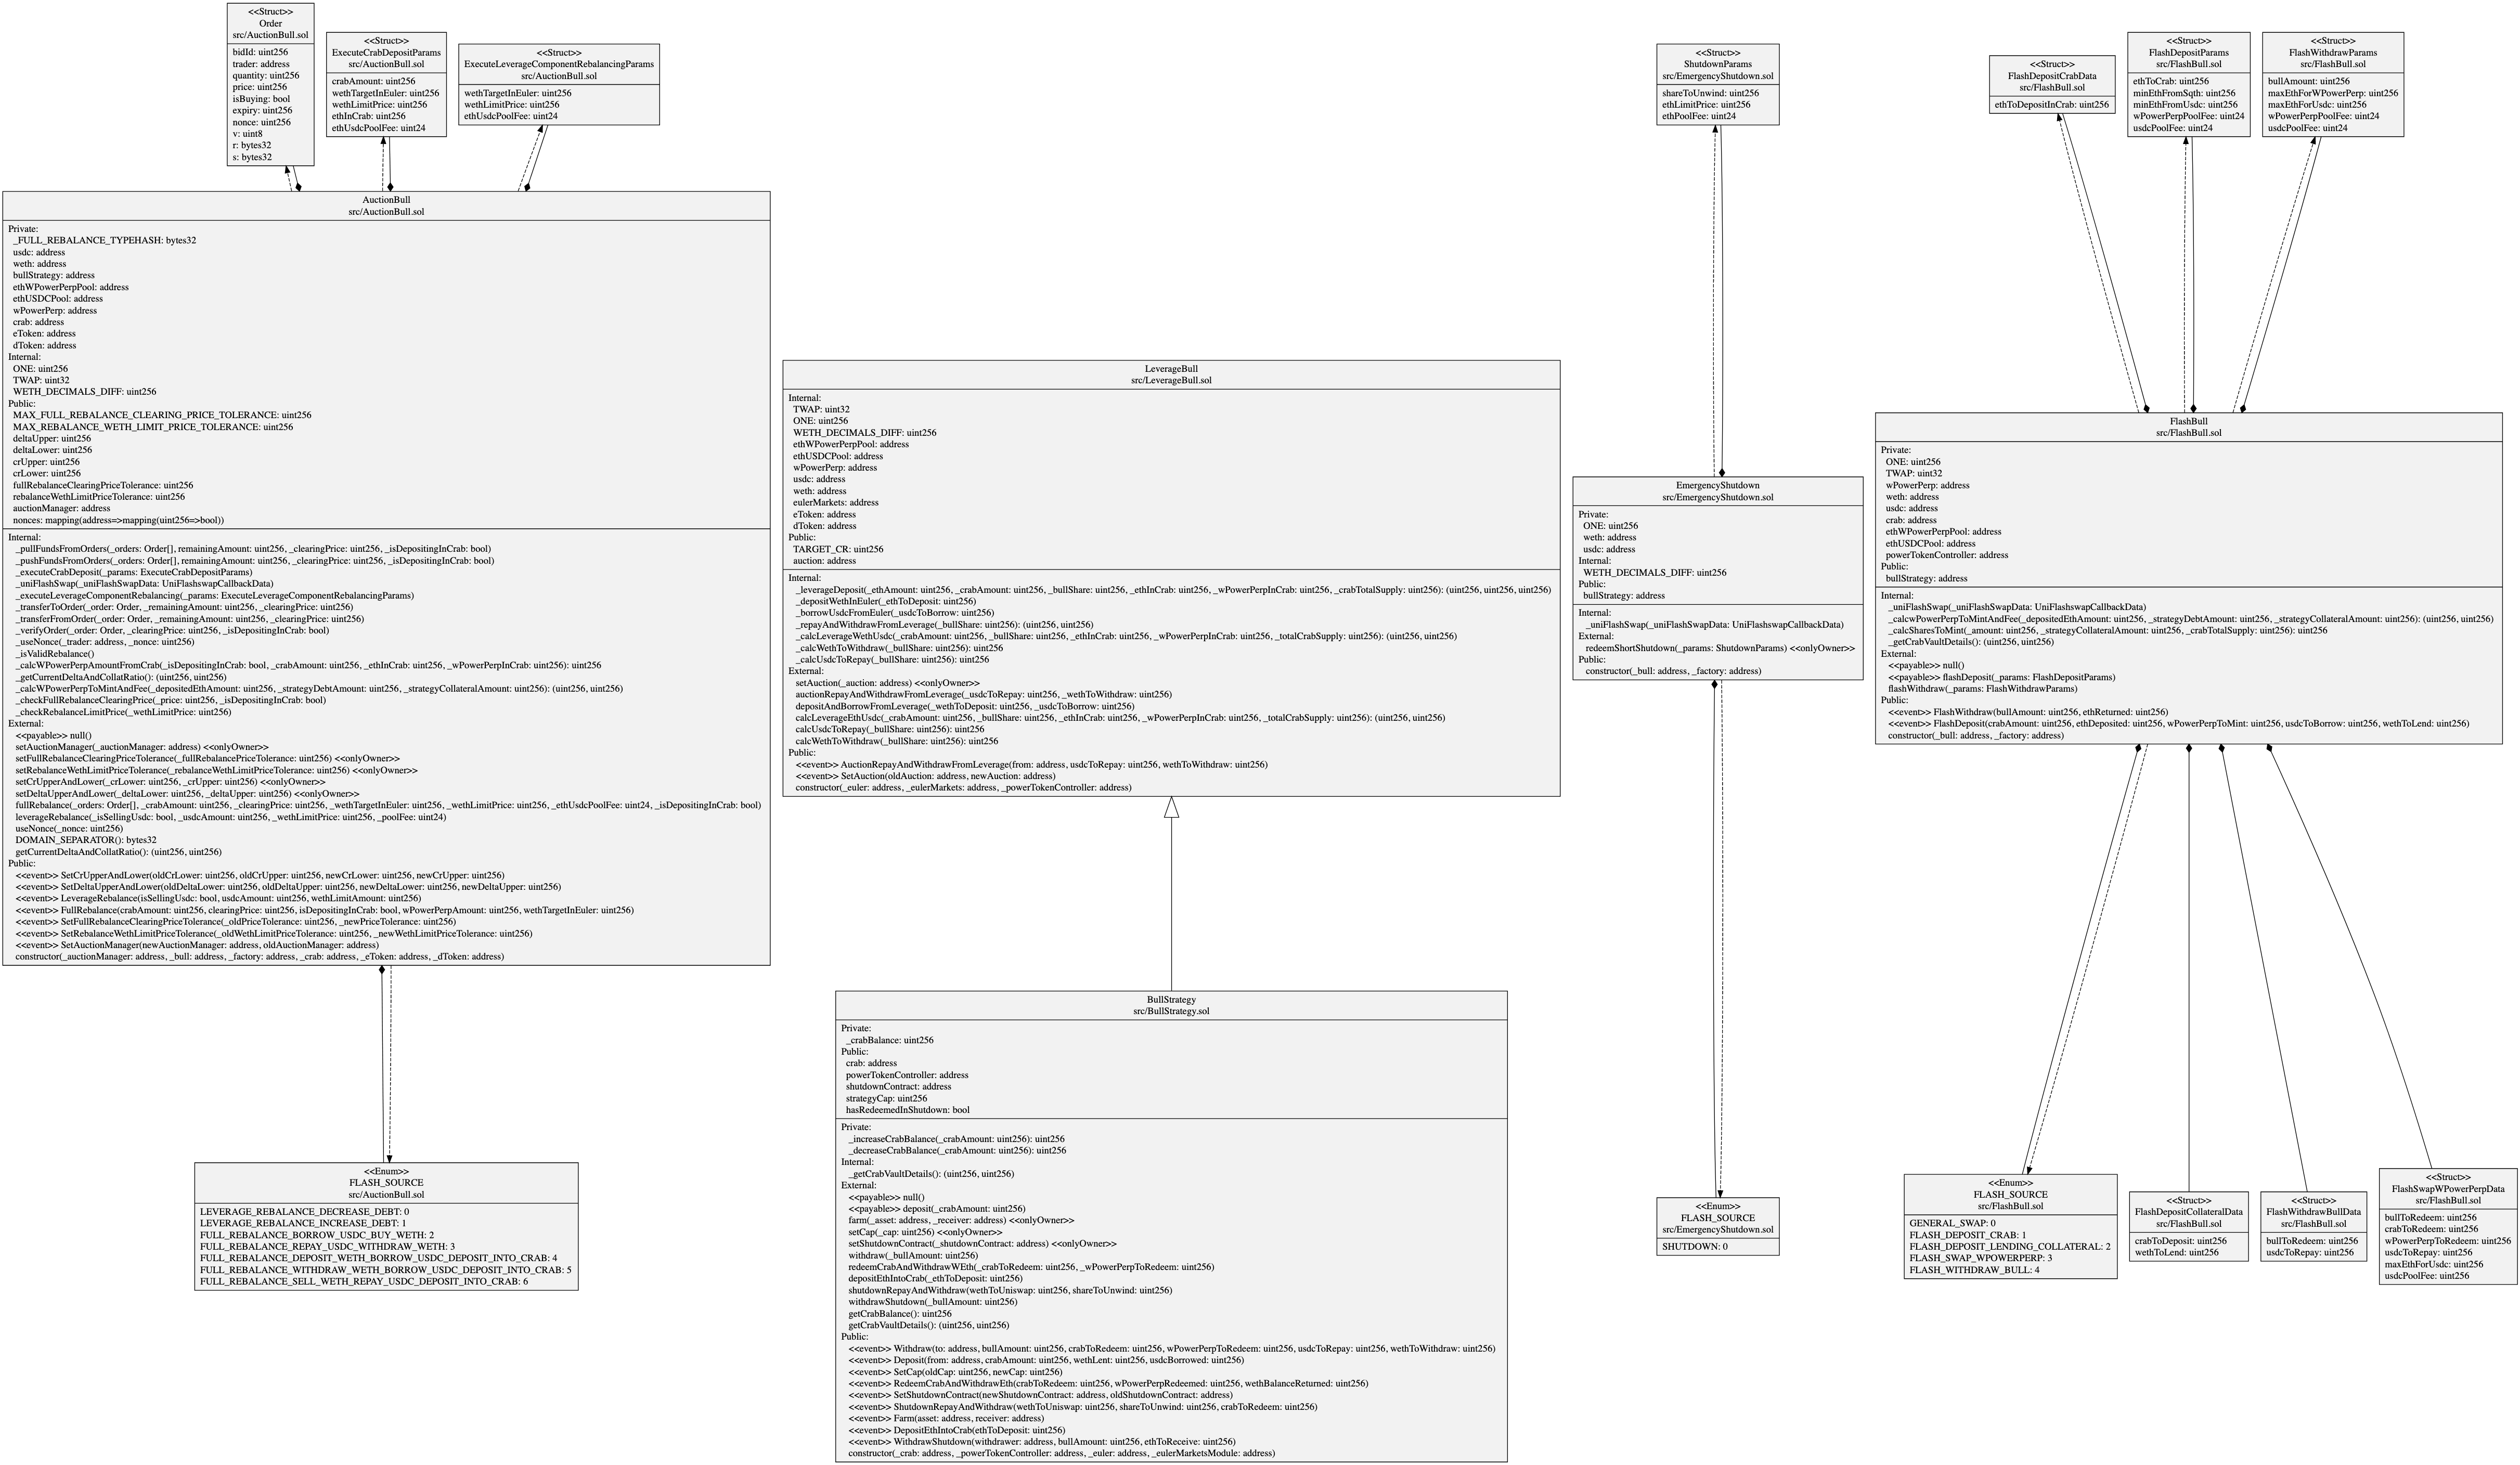 <<Struct>>
Order
src/AuctionBull.sol
bidId: uint256
trader: address
quantity: uint256
price: uint256
isBuying: bool
expiry: uint256
nonce: uint256
v: uint8
r: bytes32
s: bytes32
<<Struct>>
ExecuteCrabDepositParams
src/AuctionBull.sol
crabAmount: uint256
wethTargetInEuler: uint256
wethLimitPrice: uint256
ethInCrab: uint256
ethUsdcPoolFee: uint24
<<Struct>>
ExecuteLeverageComponentRebalancingParams
src/AuctionBull.sol
wethTargetInEuler: uint256
wethLimitPrice: uint256
ethUsdcPoolFee: uint24
<<Struct>>
ShutdownParams
src/EmergencyShutdown.sol
shareToUnwind: uint256
ethLimitPrice: uint256
ethPoolFee: uint24
<<Struct>>
FlashDepositCrabData
src/FlashBull.sol
ethToDepositInCrab: uint256
<<Struct>>
FlashDepositParams
src/FlashBull.sol
ethToCrab: uint256
minEthFromSqth: uint256
minEthFromUsdc: uint256
wPowerPerpPoolFee: uint24
usdcPoolFee: uint24
<<Struct>>
FlashWithdrawParams
src/FlashBull.sol
bullAmount: uint256
maxEthForWPowerPerp: uint256
maxEthForUsdc: uint256
wPowerPerpPoolFee: uint24
usdcPoolFee: uint24
AuctionBull
src/AuctionBull.sol
Private:
_FULL_REBALANCE_TYPEHASH: bytes32
usdc: address
weth: address
bullStrategy: address
ethWPowerPerpPool: address
ethUSDCPool: address
wPowerPerp: address
crab: address
eToken: address
dToken: address
Internal:
ONE: uint256
TWAP: uint32
WETH_DECIMALS_DIFF: uint256
Public:
MAX_FULL_REBALANCE_CLEARING_PRICE_TOLERANCE: uint256
MAX_REBALANCE_WETH_LIMIT_PRICE_TOLERANCE: uint256
deltaUpper: uint256
deltaLower: uint256
crUpper: uint256
crLower: uint256
fullRebalanceClearingPriceTolerance: uint256
rebalanceWethLimitPriceTolerance: uint256
auctionManager: address
nonces: mapping(address=>mapping(uint256=>bool))
Internal:
_pullFundsFromOrders(_orders: Order[], remainingAmount: uint256, _clearingPrice: uint256, _isDepositingInCrab: bool)
_pushFundsFromOrders(_orders: Order[], remainingAmount: uint256, _clearingPrice: uint256, _isDepositingInCrab: bool)
_executeCrabDeposit(_params: ExecuteCrabDepositParams)
_uniFlashSwap(_uniFlashSwapData: UniFlashswapCallbackData)
_executeLeverageComponentRebalancing(_params: ExecuteLeverageComponentRebalancingParams)
_transferToOrder(_order: Order, _remainingAmount: uint256, _clearingPrice: uint256)
_transferFromOrder(_order: Order, _remainingAmount: uint256, _clearingPrice: uint256)
_verifyOrder(_order: Order, _clearingPrice: uint256, _isDepositingInCrab: bool)
_useNonce(_trader: address, _nonce: uint256)
_isValidRebalance()
_calcWPowerPerpAmountFromCrab(_isDepositingInCrab: bool, _crabAmount: uint256, _ethInCrab: uint256, _wPowerPerpInCrab: uint256): uint256
_getCurrentDeltaAndCollatRatio(): (uint256, uint256)
_calcWPowerPerpToMintAndFee(_depositedEthAmount: uint256, _strategyDebtAmount: uint256, _strategyCollateralAmount: uint256): (uint256, uint256)
_checkFullRebalanceClearingPrice(_price: uint256, _isDepositingInCrab: bool)
_checkRebalanceLimitPrice(_wethLimitPrice: uint256)
External:
<<payable>> null()
setAuctionManager(_auctionManager: address) <<onlyOwner>>
setFullRebalanceClearingPriceTolerance(_fullRebalancePriceTolerance: uint256) <<onlyOwner>>
setRebalanceWethLimitPriceTolerance(_rebalanceWethLimitPriceTolerance: uint256) <<onlyOwner>>
setCrUpperAndLower(_crLower: uint256, _crUpper: uint256) <<onlyOwner>>
setDeltaUpperAndLower(_deltaLower: uint256, _deltaUpper: uint256) <<onlyOwner>>
fullRebalance(_orders: Order[], _crabAmount: uint256, _clearingPrice: uint256, _wethTargetInEuler: uint256, _wethLimitPrice: uint256, _ethUsdcPoolFee: uint24, _isDepositingInCrab: bool)
leverageRebalance(_isSellingUsdc: bool, _usdcAmount: uint256, _wethLimitPrice: uint256, _poolFee: uint24)
useNonce(_nonce: uint256)
DOMAIN_SEPARATOR(): bytes32
getCurrentDeltaAndCollatRatio(): (uint256, uint256)
Public:
<<event>> SetCrUpperAndLower(oldCrLower: uint256, oldCrUpper: uint256, newCrLower: uint256, newCrUpper: uint256)
<<event>> SetDeltaUpperAndLower(oldDeltaLower: uint256, oldDeltaUpper: uint256, newDeltaLower: uint256, newDeltaUpper: uint256)
<<event>> LeverageRebalance(isSellingUsdc: bool, usdcAmount: uint256, wethLimitAmount: uint256)
<<event>> FullRebalance(crabAmount: uint256, clearingPrice: uint256, isDepositingInCrab: bool, wPowerPerpAmount: uint256, wethTargetInEuler: uint256)
<<event>> SetFullRebalanceClearingPriceTolerance(_oldPriceTolerance: uint256, _newPriceTolerance: uint256)
<<event>> SetRebalanceWethLimitPriceTolerance(_oldWethLimitPriceTolerance: uint256, _newWethLimitPriceTolerance: uint256)
<<event>> SetAuctionManager(newAuctionManager: address, oldAuctionManager: address)
constructor(_auctionManager: address, _bull: address, _factory: address, _crab: address, _eToken: address, _dToken: address)
LeverageBull
src/LeverageBull.sol
Internal:
TWAP: uint32
ONE: uint256
WETH_DECIMALS_DIFF: uint256
ethWPowerPerpPool: address
ethUSDCPool: address
wPowerPerp: address
usdc: address
weth: address
eulerMarkets: address
eToken: address
dToken: address
Public:
TARGET_CR: uint256
auction: address
Internal:
_leverageDeposit(_ethAmount: uint256, _crabAmount: uint256, _bullShare: uint256, _ethInCrab: uint256, _wPowerPerpInCrab: uint256, _crabTotalSupply: uint256): (uint256, uint256, uint256)
_depositWethInEuler(_ethToDeposit: uint256)
_borrowUsdcFromEuler(_usdcToBorrow: uint256)
_repayAndWithdrawFromLeverage(_bullShare: uint256): (uint256, uint256)
_calcLeverageWethUsdc(_crabAmount: uint256, _bullShare: uint256, _ethInCrab: uint256, _wPowerPerpInCrab: uint256, _totalCrabSupply: uint256): (uint256, uint256)
_calcWethToWithdraw(_bullShare: uint256): uint256
_calcUsdcToRepay(_bullShare: uint256): uint256
External:
setAuction(_auction: address) <<onlyOwner>>
auctionRepayAndWithdrawFromLeverage(_usdcToRepay: uint256, _wethToWithdraw: uint256)
depositAndBorrowFromLeverage(_wethToDeposit: uint256, _usdcToBorrow: uint256)
calcLeverageEthUsdc(_crabAmount: uint256, _bullShare: uint256, _ethInCrab: uint256, _wPowerPerpInCrab: uint256, _totalCrabSupply: uint256): (uint256, uint256)
calcUsdcToRepay(_bullShare: uint256): uint256
calcWethToWithdraw(_bullShare: uint256): uint256
Public:
<<event>> AuctionRepayAndWithdrawFromLeverage(from: address, usdcToRepay: uint256, wethToWithdraw: uint256)
<<event>> SetAuction(oldAuction: address, newAuction: address)
constructor(_euler: address, _eulerMarkets: address, _powerTokenController: address)
EmergencyShutdown
src/EmergencyShutdown.sol
Private:
ONE: uint256
weth: address
usdc: address
Internal:
WETH_DECIMALS_DIFF: uint256
Public:
bullStrategy: address
Internal:
_uniFlashSwap(_uniFlashSwapData: UniFlashswapCallbackData)
External:
redeemShortShutdown(_params: ShutdownParams) <<onlyOwner>>
Public:
constructor(_bull: address, _factory: address)
FlashBull
src/FlashBull.sol
Private:
ONE: uint256
TWAP: uint32
wPowerPerp: address
weth: address
usdc: address
crab: address
ethWPowerPerpPool: address
ethUSDCPool: address
powerTokenController: address
Public:
bullStrategy: address
Internal:
_uniFlashSwap(_uniFlashSwapData: UniFlashswapCallbackData)
_calcwPowerPerpToMintAndFee(_depositedEthAmount: uint256, _strategyDebtAmount: uint256, _strategyCollateralAmount: uint256): (uint256, uint256)
_calcSharesToMint(_amount: uint256, _strategyCollateralAmount: uint256, _crabTotalSupply: uint256): uint256
_getCrabVaultDetails(): (uint256, uint256)
External:
<<payable>> null()
<<payable>> flashDeposit(_params: FlashDepositParams)
flashWithdraw(_params: FlashWithdrawParams)
Public:
<<event>> FlashWithdraw(bullAmount: uint256, ethReturned: uint256)
<<event>> FlashDeposit(crabAmount: uint256, ethDeposited: uint256, wPowerPerpToMint: uint256, usdcToBorrow: uint256, wethToLend: uint256)
constructor(_bull: address, _factory: address)
BullStrategy
src/BullStrategy.sol
Private:
_crabBalance: uint256
Public:
crab: address
powerTokenController: address
shutdownContract: address
strategyCap: uint256
hasRedeemedInShutdown: bool
Private:
_increaseCrabBalance(_crabAmount: uint256): uint256
_decreaseCrabBalance(_crabAmount: uint256): uint256
Internal:
_getCrabVaultDetails(): (uint256, uint256)
External:
<<payable>> null()
<<payable>> deposit(_crabAmount: uint256)
farm(_asset: address, _receiver: address) <<onlyOwner>>
setCap(_cap: uint256) <<onlyOwner>>
setShutdownContract(_shutdownContract: address) <<onlyOwner>>
withdraw(_bullAmount: uint256)
redeemCrabAndWithdrawWEth(_crabToRedeem: uint256, _wPowerPerpToRedeem: uint256)
depositEthIntoCrab(_ethToDeposit: uint256)
shutdownRepayAndWithdraw(wethToUniswap: uint256, shareToUnwind: uint256)
withdrawShutdown(_bullAmount: uint256)
getCrabBalance(): uint256
getCrabVaultDetails(): (uint256, uint256)
Public:
<<event>> Withdraw(to: address, bullAmount: uint256, crabToRedeem: uint256, wPowerPerpToRedeem: uint256, usdcToRepay: uint256, wethToWithdraw: uint256)
<<event>> Deposit(from: address, crabAmount: uint256, wethLent: uint256, usdcBorrowed: uint256)
<<event>> SetCap(oldCap: uint256, newCap: uint256)
<<event>> RedeemCrabAndWithdrawEth(crabToRedeem: uint256, wPowerPerpRedeemed: uint256, wethBalanceReturned: uint256)
<<event>> SetShutdownContract(newShutdownContract: address, oldShutdownContract: address)
<<event>> ShutdownRepayAndWithdraw(wethToUniswap: uint256, shareToUnwind: uint256, crabToRedeem: uint256)
<<event>> Farm(asset: address, receiver: address)
<<event>> DepositEthIntoCrab(ethToDeposit: uint256)
<<event>> WithdrawShutdown(withdrawer: address, bullAmount: uint256, ethToReceive: uint256)
constructor(_crab: address, _powerTokenController: address, _euler: address, _eulerMarketsModule: address)
<<Enum>>
FLASH_SOURCE
src/AuctionBull.sol
LEVERAGE_REBALANCE_DECREASE_DEBT: 0
LEVERAGE_REBALANCE_INCREASE_DEBT: 1
FULL_REBALANCE_BORROW_USDC_BUY_WETH: 2
FULL_REBALANCE_REPAY_USDC_WITHDRAW_WETH: 3
FULL_REBALANCE_DEPOSIT_WETH_BORROW_USDC_DEPOSIT_INTO_CRAB: 4
FULL_REBALANCE_WITHDRAW_WETH_BORROW_USDC_DEPOSIT_INTO_CRAB: 5
FULL_REBALANCE_SELL_WETH_REPAY_USDC_DEPOSIT_INTO_CRAB: 6
<<Enum>>
FLASH_SOURCE
src/EmergencyShutdown.sol
SHUTDOWN: 0
<<Enum>>
FLASH_SOURCE
src/FlashBull.sol
GENERAL_SWAP: 0
FLASH_DEPOSIT_CRAB: 1
FLASH_DEPOSIT_LENDING_COLLATERAL: 2
FLASH_SWAP_WPOWERPERP: 3
FLASH_WITHDRAW_BULL: 4
<<Struct>>
FlashDepositCollateralData
src/FlashBull.sol
crabToDeposit: uint256
wethToLend: uint256
<<Struct>>
FlashWithdrawBullData
src/FlashBull.sol
bullToRedeem: uint256
usdcToRepay: uint256
<<Struct>>
FlashSwapWPowerPerpData
src/FlashBull.sol
bullToRedeem: uint256
crabToRedeem: uint256
wPowerPerpToRedeem: uint256
usdcToRepay: uint256
maxEthForUsdc: uint256
usdcPoolFee: uint256